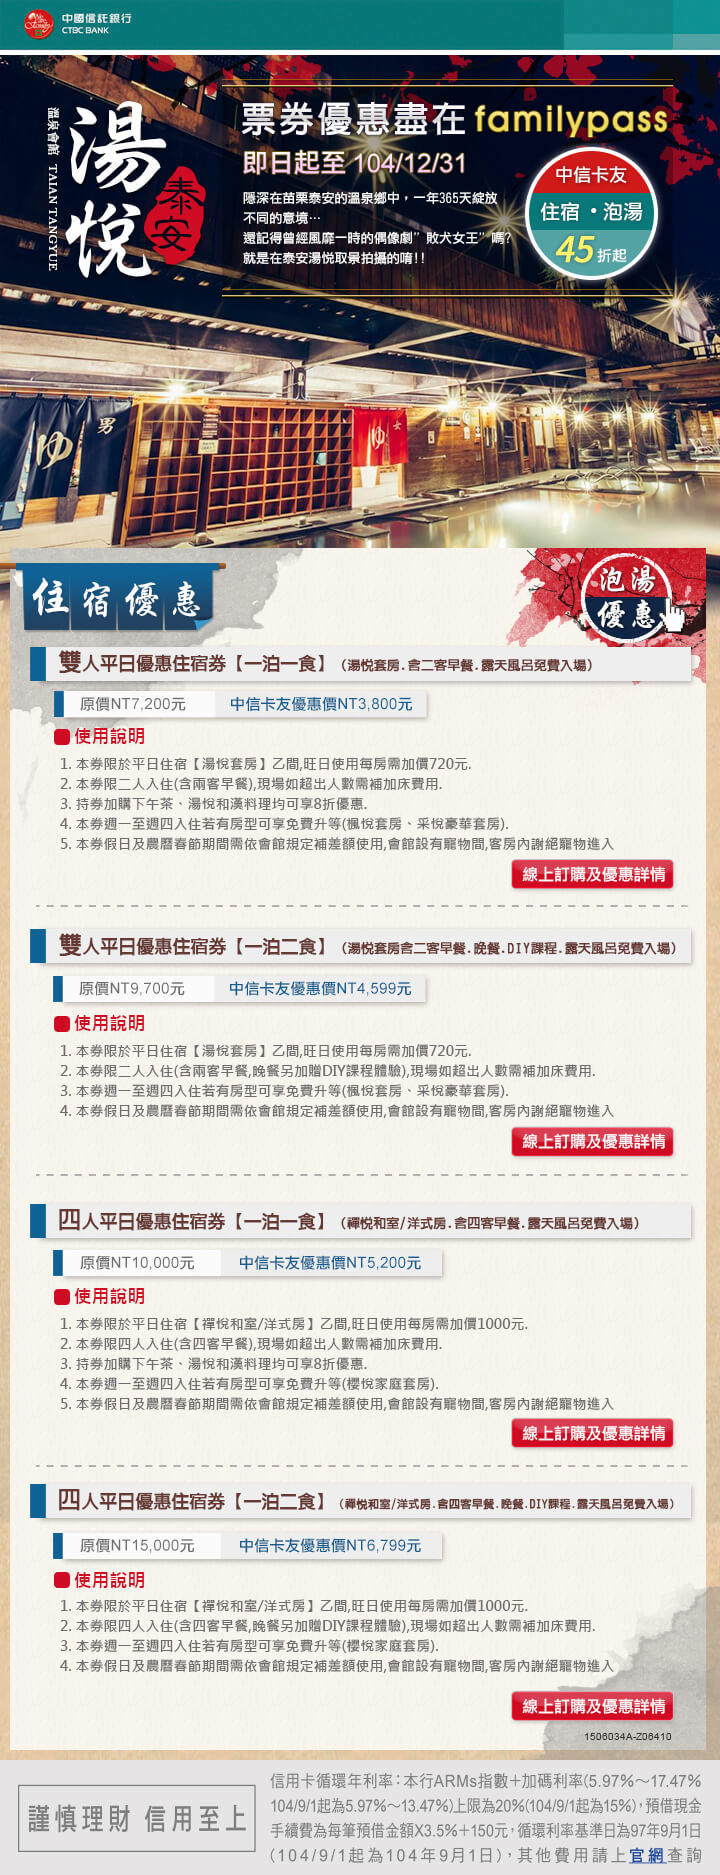 中國信託銀行
CTBC BANK
溫泉會館 TAIAN TANGYUE
湯悅
泰安
票券優惠盡在 familypass
即日起至 104/12/31
隱深在苗栗泰安的溫泉鄉中，一年365天綻放
不同的意境…
還記得曾經風靡一時的偶像劇”敗犬女王”嗎?
就是在泰安湯悅取景拍攝的唷!!
中信卡友
住宿・泡湯
45折起
ゆ 男
ゆ 女
住宿優惠
泡湯
優惠
雙人平日優惠住宿券【一泊一食】(湯悅套房.含二客早餐.露天風呂免費入場)
原價NT7,200元 中信卡友優惠價NT3,800元
使用說明
1. 本券限於平日住宿【湯悅套房】乙間,旺日使用每房需加價720元.
2. 本券限二人入住(含兩客早餐),現場如超出人數需補加床費用.
3. 持券加購下午茶、湯悅和漢料理均可享8折優惠.
4. 本券週一至週四入住若有房型可享免費升等(楓悅套房、采悅豪華套房).
5. 本券假日及農曆春節期間需依會館規定補差額使用,會館設有寵物間,客房內謝絕寵物進入
線上訂購及優惠詳情
雙人平日優惠住宿券【一泊二食】(湯悅套房含二客早餐.晚餐.DIY課程.露天風呂免費入場)
原價NT9,700元 中信卡友優惠價NT4,599元
使用說明
1. 本券限於平日住宿【湯悅套房】乙間,旺日使用每房需加價720元.
2. 本券限二人入住(含兩客早餐,晚餐另加贈DIY課程體驗),現場如超出人數需補加床費用.
3. 本券週一至週四入住若有房型可享免費升等(楓悅套房、采悅豪華套房).
4. 本券假日及農曆春節期間需依會館規定補差額使用,會館設有寵物間,客房內謝絕寵物進入
線上訂購及優惠詳情
四人平日優惠住宿券【一泊一食】(禪悅和室/洋式房.含四客早餐.露天風呂免費入場)
原價NT10,000元 中信卡友優惠價NT5,200元
使用說明
1. 本券限於平日住宿【禪悅和室/洋式房】乙間,旺日使用每房需加價1000元.
2. 本券限四人入住(含四客早餐),現場如超出人數需補加床費用.
3. 持券加購下午茶、湯悅和漢料理均可享8折優惠.
4. 本券週一至週四入住若有房型可享免費升等(櫻悅家庭套房).
5. 本券假日及農曆春節期間需依會館規定補差額使用,會館設有寵物間,客房內謝絕寵物進入
線上訂購及優惠詳情
四人平日優惠住宿券【一泊二食】(禪悅和室/洋式房.含四客早餐.晚餐.DIY課程.露天風呂免費入場)
原價NT15,000元 中信卡友優惠價NT6,799元
使用說明
1. 本券限於平日住宿【禪悅和室/洋式房】乙間,旺日使用每房需加價1000元.
2. 本券限四人入住(含四客早餐,晚餐另加贈DIY課程體驗),現場如超出人數需補加床費用.
3. 本券週一至週四入住若有房型可享免費升等(櫻悅家庭套房).
4. 本券假日及農曆春節期間需依會館規定補差額使用,會館設有寵物間,客房內謝絕寵物進入
線上訂購及優惠詳情
1506034A-Z06410
謹慎理財 信用至上
信用卡循環年利率：本行ARMs指數＋加碼利率(5.97%～17.47%
104/9/1起為5.97%～13.47%)上限為20%(104/9/1起為15%)，預借現金
手續費為每筆預借金額X3.5%＋150元，循環利率基準日為97年9月1日
(104/9/1起為104年9月1日)，其他費用請上官網查詢